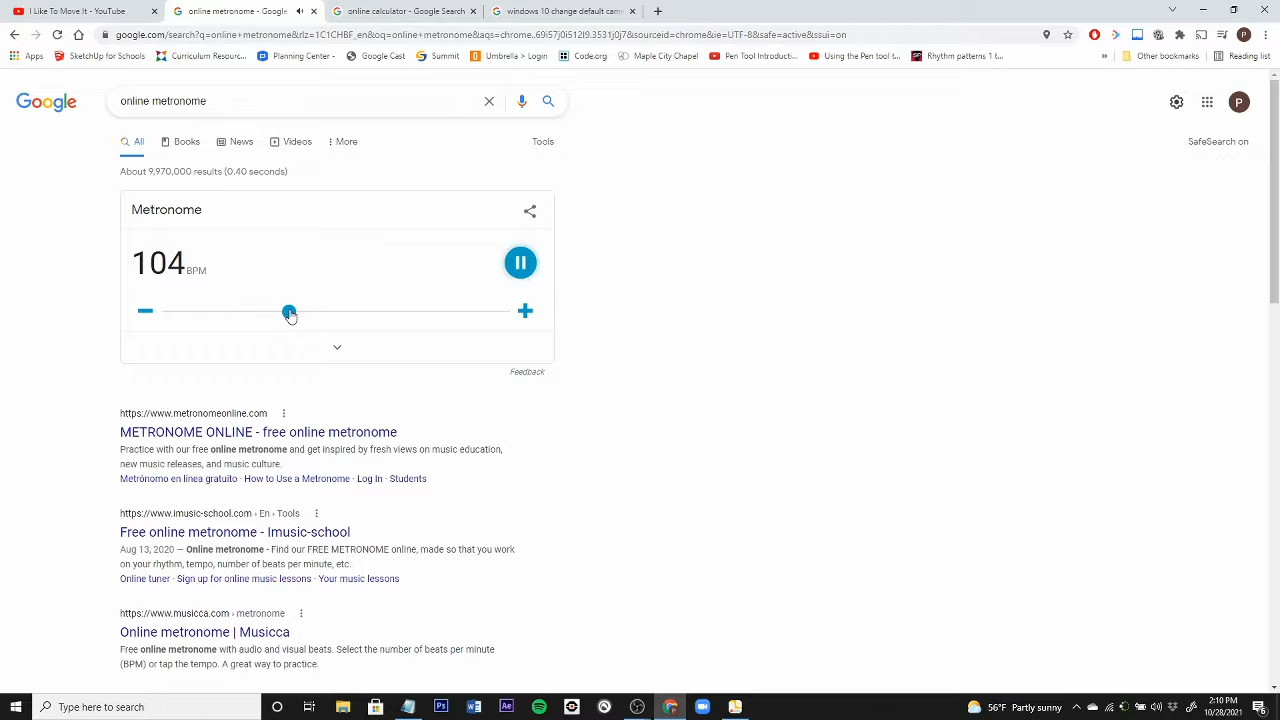 I Like To Move It - YouTube
online metronome - Google
online calculator - Google Search
windows 10 change default cam
google.com/search?q=online+metronome&rlz=1C1CHBF_en&oq=online+metronome&aqs=chrome..69i57j0i512l9.3531j0j7&sourceid=chrome&ie=UTF-8&safe=active&ssui=on
P
Apps
SketchUp for Schools
Curriculum Resourc...
Planning Center -
Google Cast
Summit
Umbrella > Login
Code.org
Maple City Chapel
Pen Tool Introducti...
Using the Pen tool t...
Rhythm patterns 1 t...
Other bookmarks
Reading list
Google
online metronome
P
All
Books
News
Videos
More
Tools
SafeSearch on
About 9,970,000 results (0.40 seconds)
Metronome
104 BPM
Feedback
https://www.metronomeonline.com
METRONOME ONLINE - free online metronome
Practice with our free online metronome and get inspired by fresh views on music education,
new music releases, and music culture.
Metrónomo en línea gratuito · How to Use a Metronome · Log In · Students
https://www.imusic-school.com › En › Tools
Free online metronome - Imusic-school
Aug 13, 2020 — Online metronome - Find our FREE METRONOME online, made so that you work
on your rhythm, tempo, number of beats per minute, etc.
Online tuner · Sign up for online music lessons · Your music lessons
https://www.musicca.com › metronome
Online metronome | Musicca
Free online metronome with audio and visual beats. Select the number of beats per minute
(BPM) or tap the tempo. A great way to practice.
Type here to search
56°F Partly sunny
2:10 PM
10/28/2021